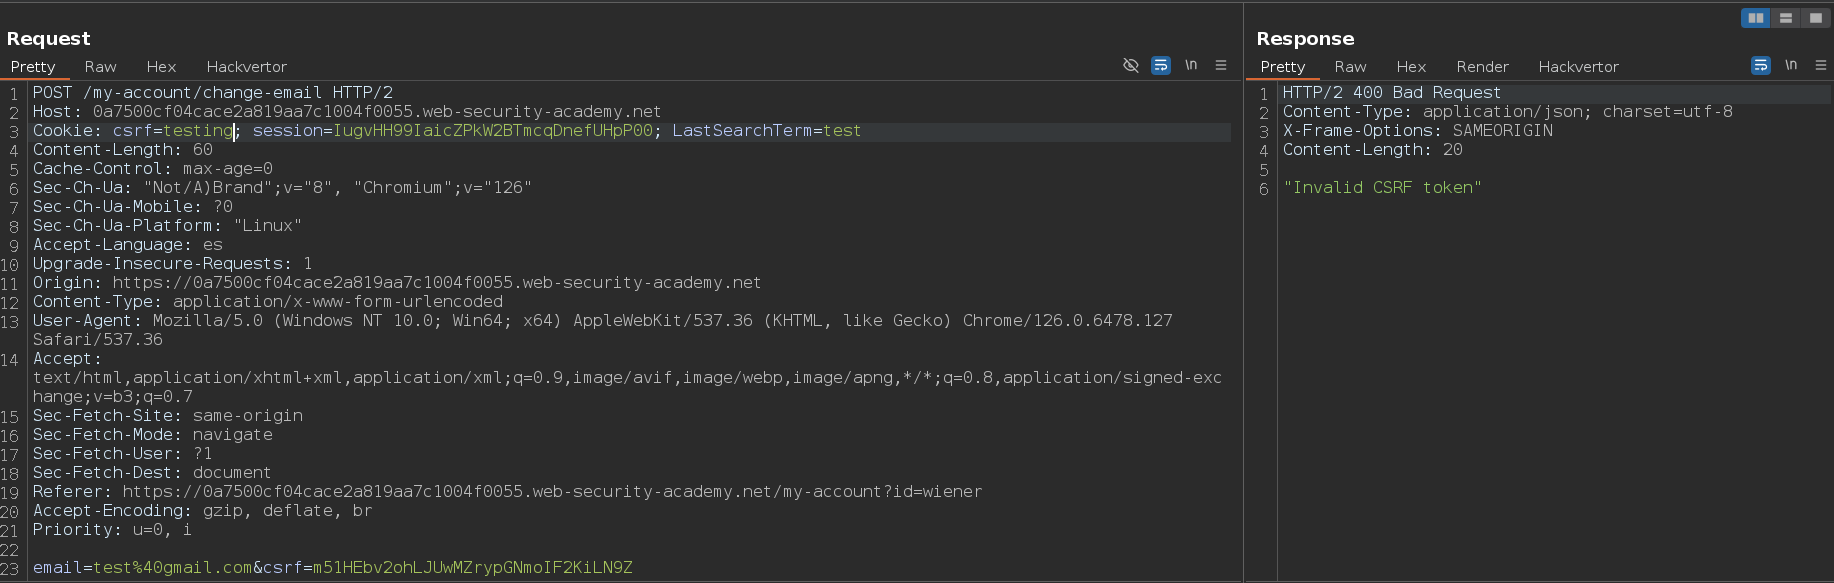 Request
Pretty Raw Hex Hackvertor
\n
1 POST /my-account/change-email HTTP/2
2 Host: 0a7500cf04cace2a819aa7c1004f0055.web-security-academy.net
3 Cookie: csrf=testing; session=IugvHH99IaicZPkW2BTmcqDnefUHpP00; LastSearchTerm=test
4 Content-Length: 60
5 Cache-Control: max-age=0
6 Sec-Ch-Ua: "Not/A)Brand";v="8", "Chromium";v="126"
7 Sec-Ch-Ua-Mobile: ?0
8 Sec-Ch-Ua-Platform: "Linux"
9 Accept-Language: es
10 Upgrade-Insecure-Requests: 1
11 Origin: https://0a7500cf04cace2a819aa7c1004f0055.web-security-academy.net
12 Content-Type: application/x-www-form-urlencoded
13 User-Agent: Mozilla/5.0 (Windows NT 10.0; Win64; x64) AppleWebKit/537.36 (KHTML, like Gecko) Chrome/126.0.6478.127
Safari/537.36
14 Accept:
text/html,application/xhtml+xml,application/xml;q=0.9,image/avif,image/webp,image/apng,*/*;q=0.8,application/signed-exc
hange;v=b3;q=0.7
15 Sec-Fetch-Site: same-origin
16 Sec-Fetch-Mode: navigate
17 Sec-Fetch-User: ?1
18 Sec-Fetch-Dest: document
19 Referer: https://0a7500cf04cace2a819aa7c1004f0055.web-security-academy.net/my-account?id=wiener
20 Accept-Encoding: gzip, deflate, br
21 Priority: u=0, i
22
23 email=test%40gmail.com&csrf=m51HEbv2ohLJUwMZrypGNmoIF2KiLN9Z
Response
Pretty Raw Hex Render Hackvertor
\n
1 HTTP/2 400 Bad Request
2 Content-Type: application/json; charset=utf-8
3 X-Frame-Options: SAMEORIGIN
4 Content-Length: 20
5
6 "Invalid CSRF token"